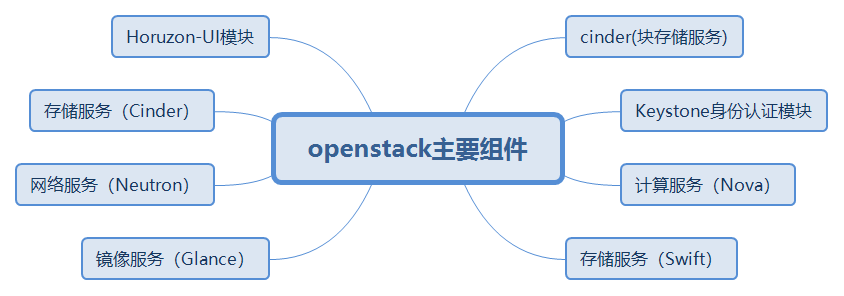 Horuzon-UI模块
cinder(块存储服务)
存储服务（Cinder）
Keystone身份认证模块
openstack主要组件
网络服务（Neutron）
计算服务（Nova）
镜像服务（Glance）
存储服务（Swift）